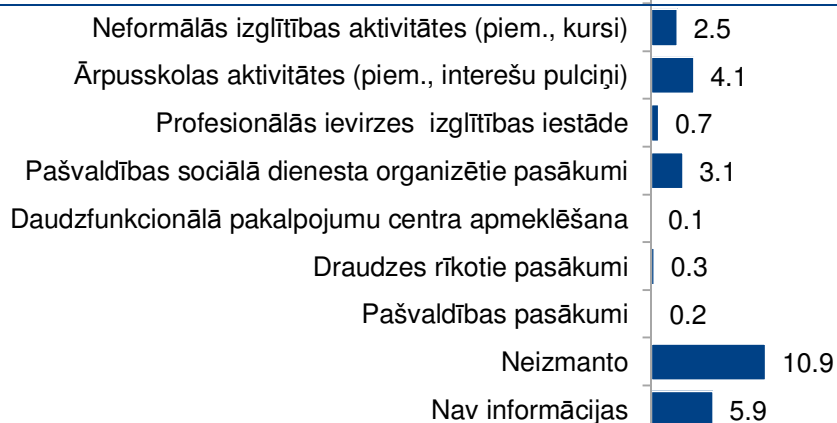 Neformālās izglītības aktivitātes (piem., kursi) 2.5
Ārpusskolas aktivitātes (piem., interešu pulciņi) 4.1
Profesionālās ievirzes  izglītības iestāde 0.7
Pašvaldības sociālā dienesta organizētie pasākumi 3.1
Daudzfunkcionālā pakalpojumu centra apmeklēšana 0.1
Draudzes rīkotie pasākumi 0.3
Pašvaldības pasākumi 0.2
Neizmanto 10.9
Nav informācijas 5.9